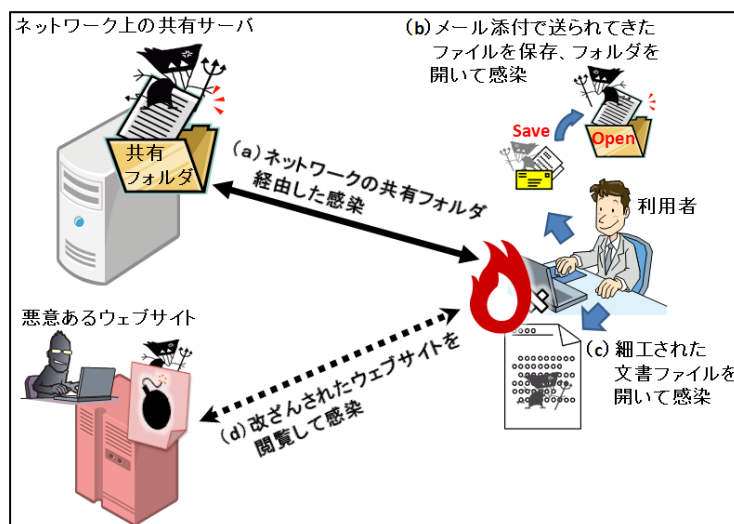 ネットワーク上の共有サーバ
共有
フォルダ
(a)ネットワークの共有フォルダ
経由した感染
(b)メール添付で送られてきた
ファイルを保存、フォルダを
開いて感染
Save
Open
利用者
悪意あるウェブサイト
(c)細工された
文書ファイルを
開いて感染
(d)改ざんされたウェブサイトを
閲覧して感染